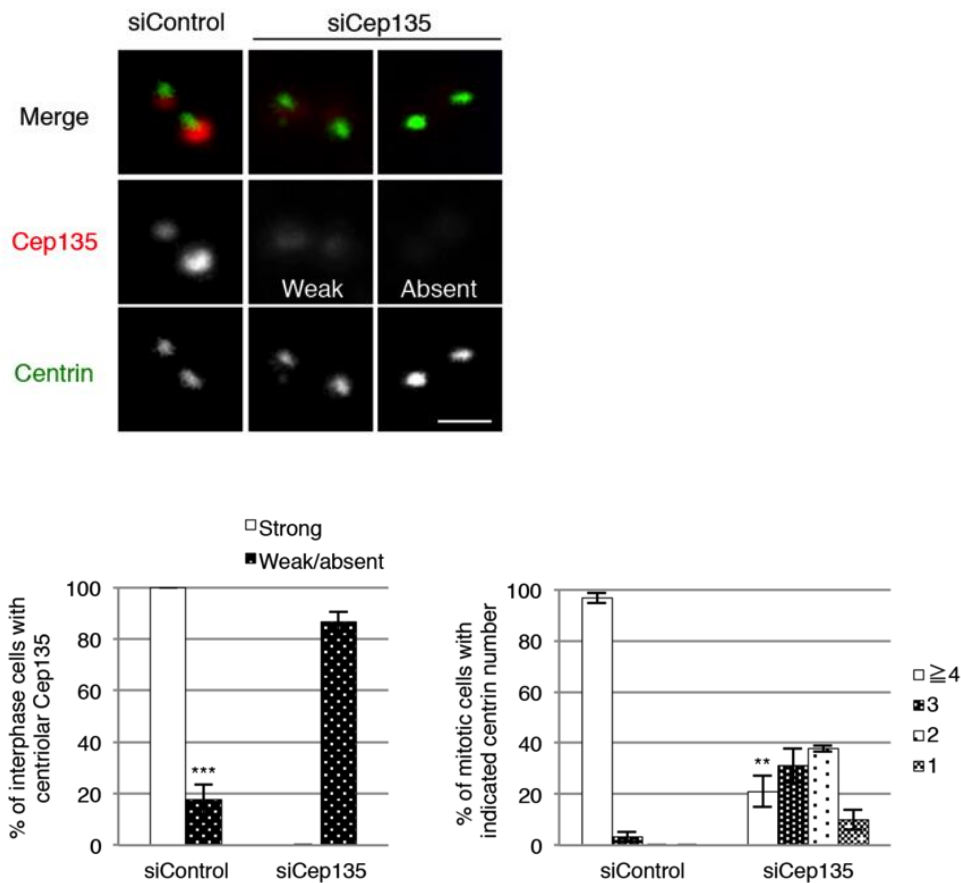 siControl
siCep135
Merge
Cep135
Weak
Absent
Centrin
Strong
Weak/absent
% of interphase cells with
centriolar Cep135
100
80
60
40
20
0
***
siControl
siCep135
% of mitotic cells with
indicated centrin number
100
80
60
40
20
0
**
siControl
siCep135
≧4
3
2
1